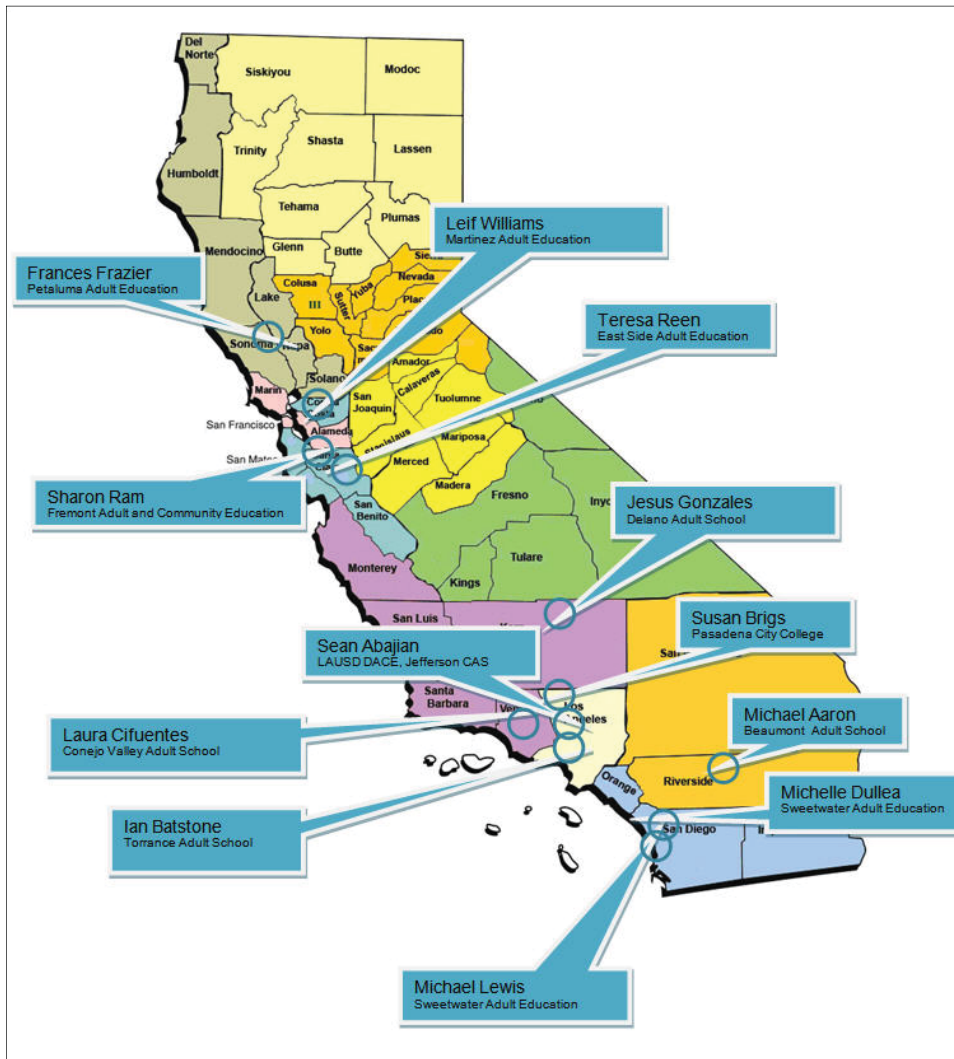 Del
Norte
Siskiyou
Modoc
Trinity
Shasta
Lassen
Humboldt
Tehama
Plumas
Leif Williams
Martinez Adult Education
Mendocino
Glenn
Butte
Sierra
Frances Frazier
Petaluma Adult Education
Colusa
Nevada
Lake
III
Sutter
Yuba
Teresa Reen
East Side Adult Education
Yolo
Sonoma
Amador
Solano
Marin
Calaveras
San
Joaquin
Tuolumne
San Francisco
Alameda
Stanislaus
Mariposa
San Mateo
Merced
Madera
Sharon Ram
Fremont Adult and Community Education
San
Benito
Fresno
Jesus Gonzales
Delano Adult School
Monterey
Kings
Tulare
San Luis
Susan Brigs
Pasadena City College
Sean Abajian
LAUSD DACE, Jefferson CAS
Santa
Barbara
Los
Laura Cifuentes
Conejo Valley Adult School
Michael Aaron
Beaumont Adult School
Orange
Riverside
Michelle Dullea
Sweetwater Adult Education
Ian Batstone
Torrance Adult School
San Diego
Michael Lewis
Sweetwater Adult Education